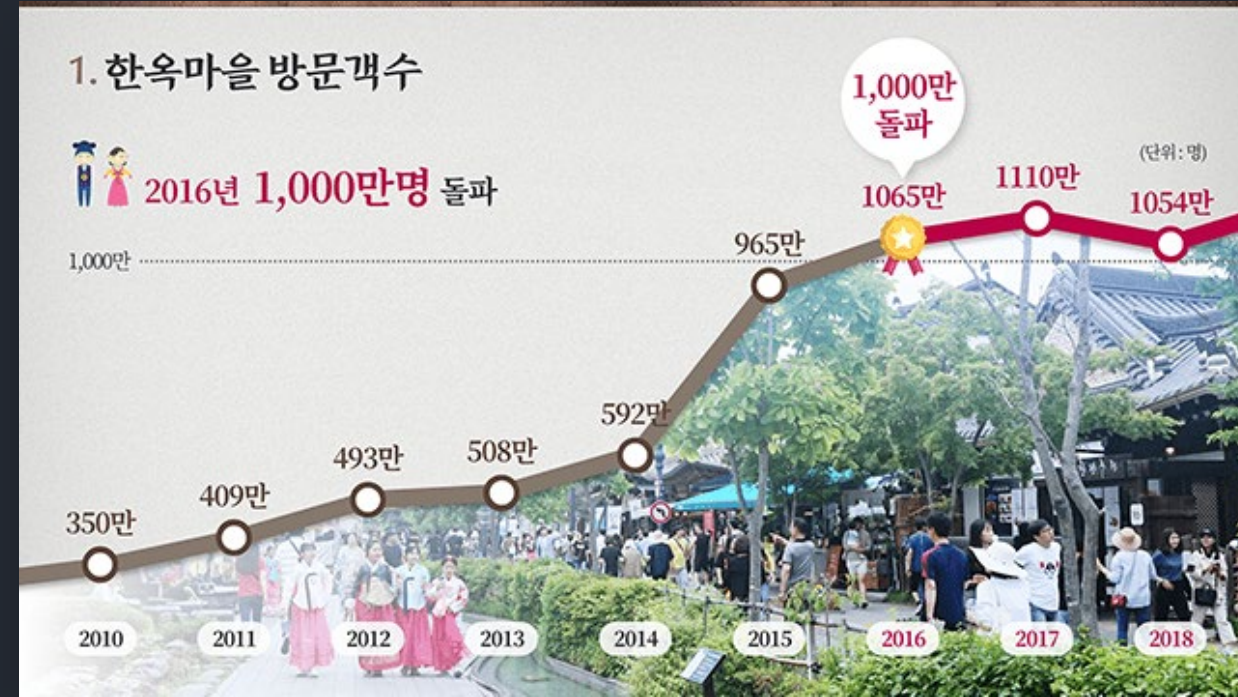 1. 한옥마을 방문객수
2016년 1,000만명 돌파
1,000만
돌파
(단위 : 명)
1,000만
350만
409만
493만
508만
592만
965만
1065만
1110만
1054만
2010
2011
2012
2013
2014
2015
2016
2017
2018